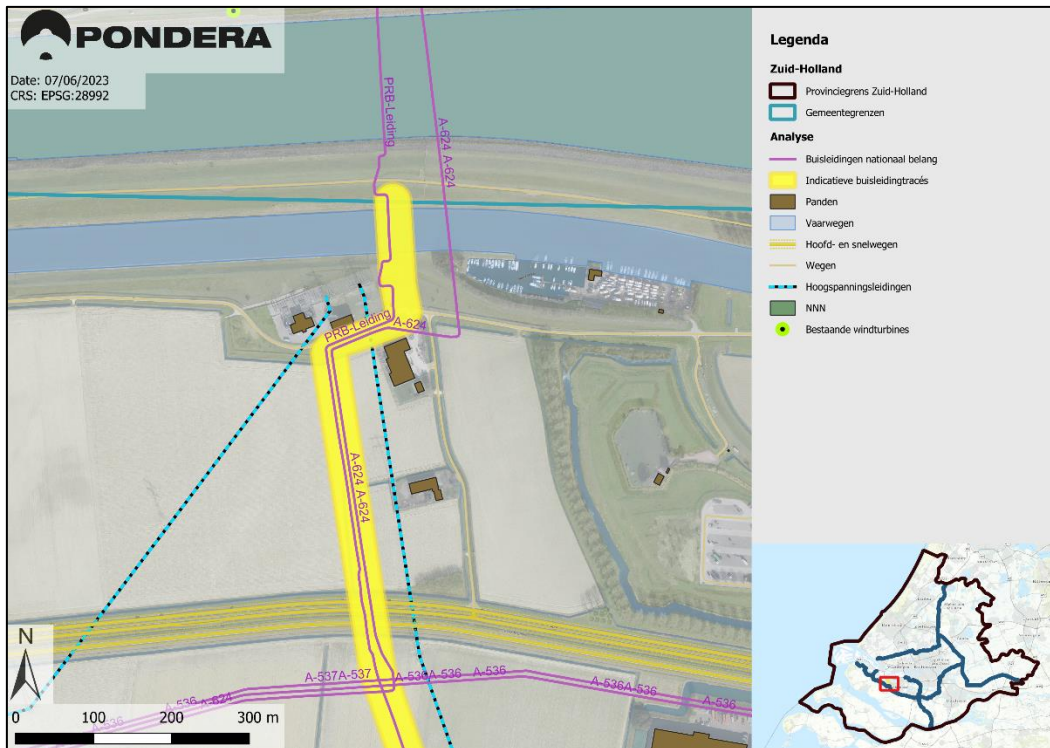 PONDERA
Date: 07/06/2023
CRS: EPSG:28992
PRB-Leiding
A-624 A-624
PRB-Leiding
A-624
A-624 A-624
A-537A-537
A-536A-536
A-536A-536
A-536
A-624
A-536
N
0 100 200 300 m
Legenda
Zuid-Holland
Provinciegrens Zuid-Holland
Gemeentegrenzen
Analyse
Buisleidingen nationaal belang
Indicatieve buisleidingtracés
Panden
Vaarwegen
Hoofd- en snelwegen
Wegen
Hoogspanningsleidingen
NNN
Bestaande windturbines